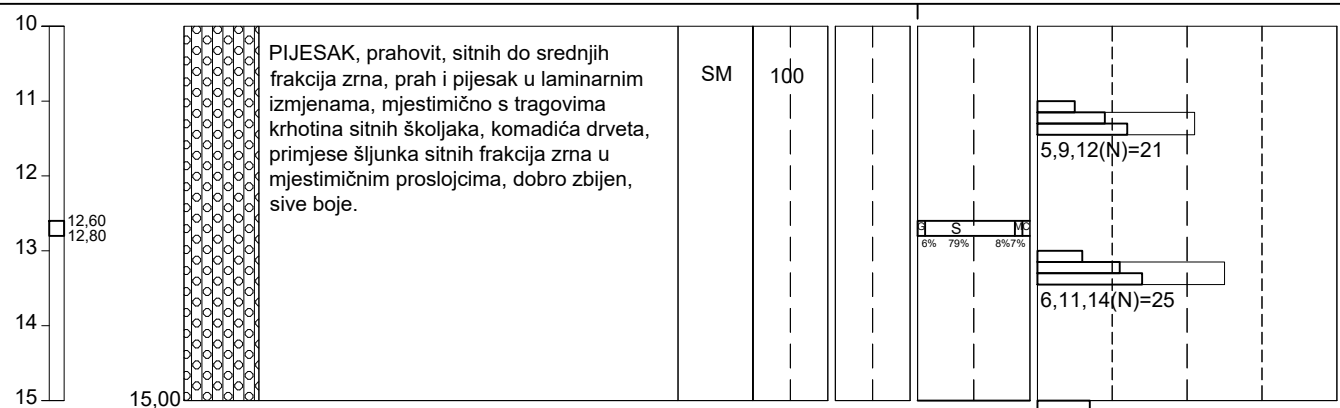 10
PIJESAK, prahovit, sitnih do srednjih
frakcija zrna, prah i pijesak u laminarnim
izmjenama, mjestimično s tragovima
krhotina sitnih školjaka, komadića drveta,
primjese šljunka sitnih frakcija zrna u
mjestimičnim proslojcima, dobro zbijen,
sive boje.
SM
100
11
5,9,12(N)=21
12
12,60
12,80
G S M C
6% 79% 8% 7%
13
6,11,14(N)=25
14
15
15,00